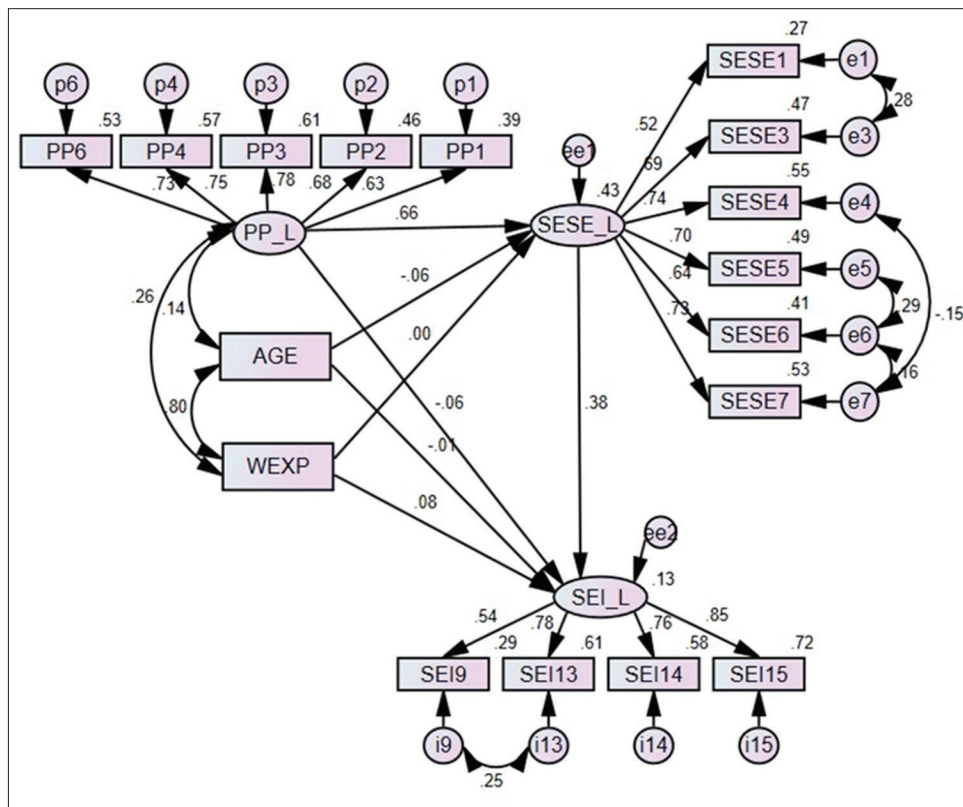 .27
p6 p4 p3 p2 p1 SESE1 e1
.53 .57 .61 .46 .39 .47 .28
PP6 PP4 PP3 PP2 PP1 .52 SESE3 e3
ee1 .69 .55
.73 .75 .78 .68 .63 .43 .74 SESE4 e4
PP_L .66 SESE_L .70 .49
.64 SESE5 e5
.26 .14 -.06 .73 .41 .29 -.15
AGE .00 SESE6 e6
.53 .16
.80 -.06 .38 SESE7 e7
-.01
WEXP
.08
ee2
.13
SEI_L
.54 .78 .76 .85
.29 .61 .58 .72
SEI9 SEI13 SEI14 SEI15
i9 i13 i14 i15
.25